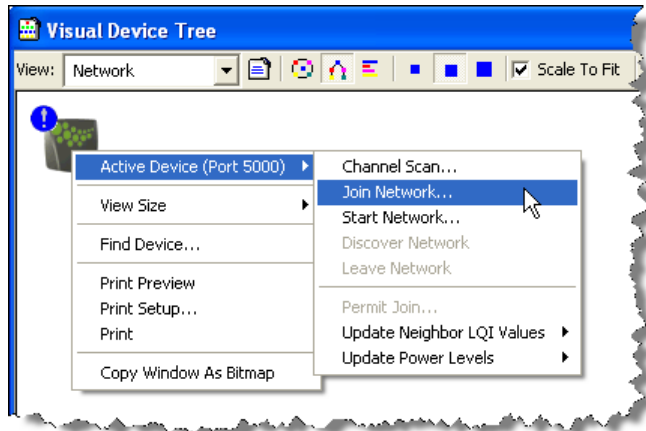 Visual Device Tree
View: Network Scale To Fit
Active Device (Port 5000)
View Size
Find Device...
Print Preview
Print Setup...
Print
Copy Window As Bitmap
Channel Scan...
Join Network...
Start Network...
Discover Network
Leave Network
Permit Join...
Update Neighbor LQI Values
Update Power Levels